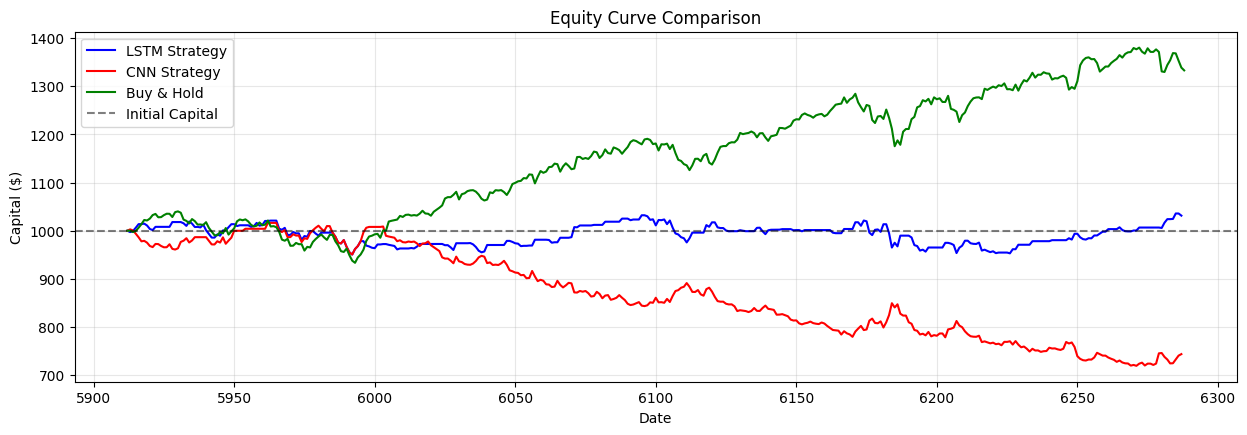 Equity Curve Comparison
LSTM Strategy
CNN Strategy
Buy & Hold
Initial Capital
Capital ($)
1400
1300
1200
1100
1000
900
800
700
5900 5950 6000 6050 6100 6150 6200 6250 6300
Date